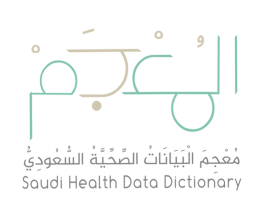 المُعْجَم
مُعْجَم الْبَيَانَاتُ الصِّحِّيَّةُ السُّعُودِيُّ
Saudi Health Data Dictionary